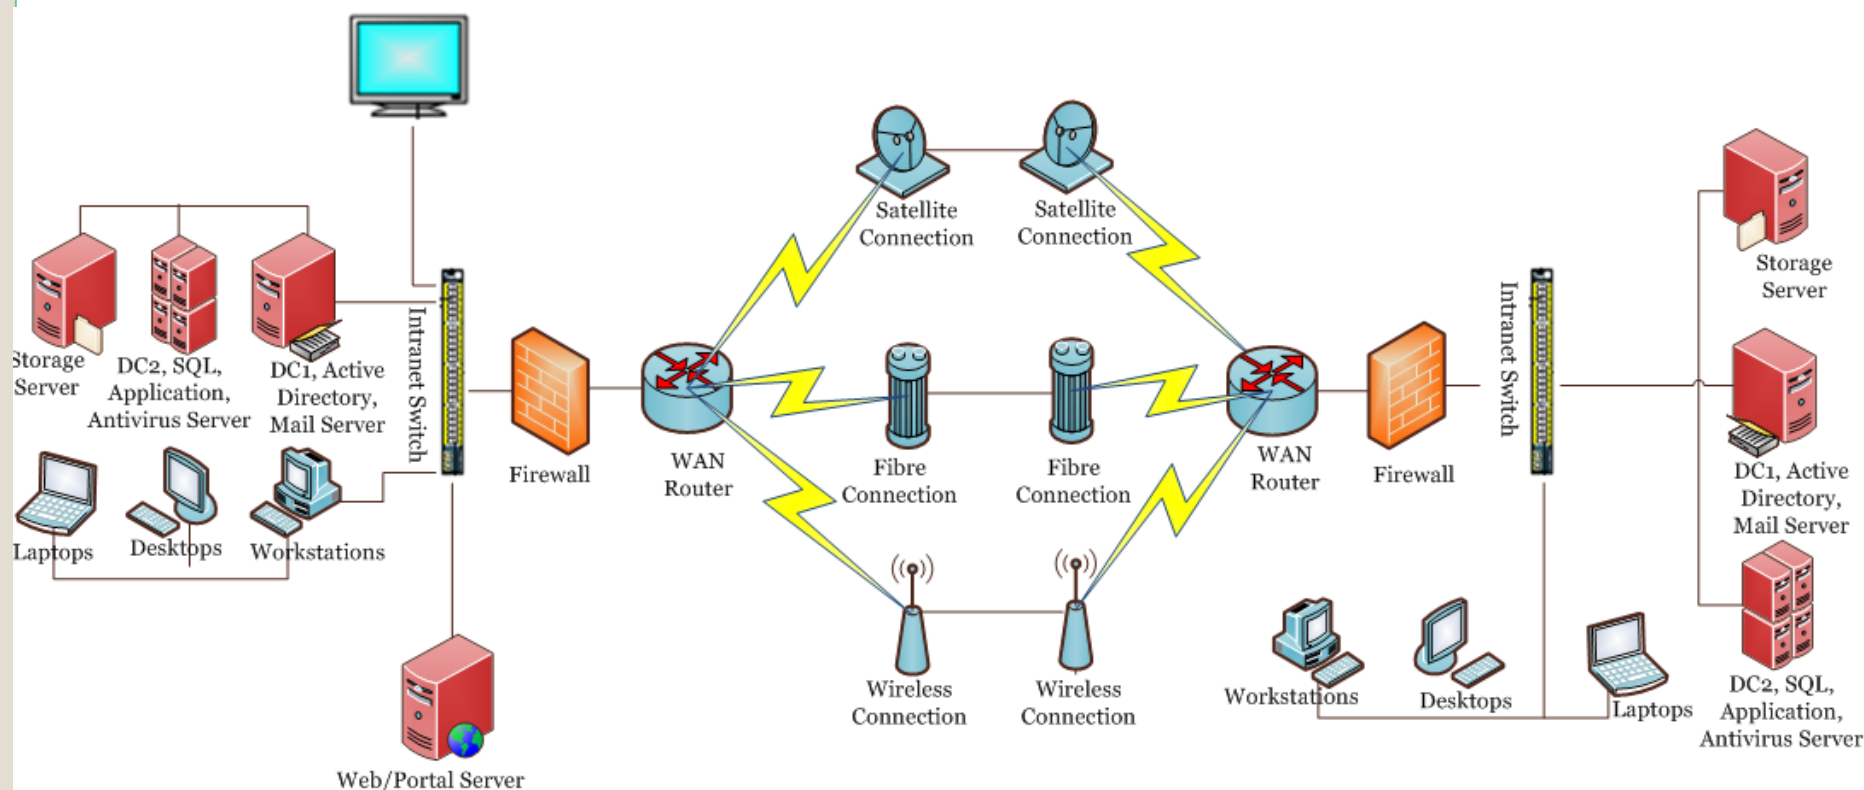 Satellite
Connection
Satellite
Connection
Storage
Server
Intranet Switch
Intranet Switch
Storage
Server
DC2, SQL,
Application,
Antivirus Server
DC1, Active
Directory,
Mail Server
Firewall
WAN
Router
Fibre
Connection
Fibre
Connection
WAN
Router
Firewall
DC1, Active
Directory,
Mail Server
Laptops
Desktops
Workstations
Wireless
Connection
Wireless
Connection
Workstations
Desktops
Laptops
DC2, SQL,
Application,
Antivirus Server
Web/Portal Server